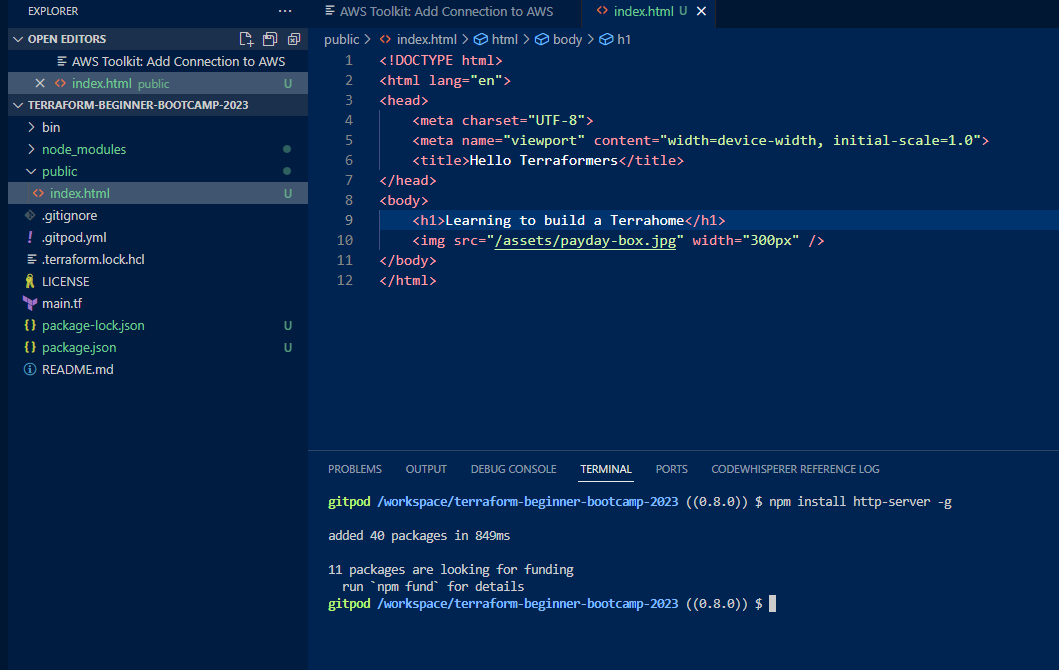 EXPLORER ···
OPEN EDITORS
AWS Toolkit: Add Connection to AWS
index.html public U
TERRAFORM-BEGINNER-BOOTCAMP-2023
bin
node_modules
public
index.html U
.gitignore
.gitpod.yml
.terraform.lock.hcl
LICENSE
main.tf
package-lock.json U
package.json U
README.md
AWS Toolkit: Add Connection to AWS
index.html U
public > index.html > html > body > h1
1 <!DOCTYPE html>
2 <html lang="en">
3 <head>
4 <meta charset="UTF-8">
5 <meta name="viewport" content="width=device-width, initial-scale=1.0">
6 <title>Hello Terraformers</title>
7 </head>
8 <body>
9 <h1>Learning to build a Terrahome</h1>
10 <img src="/assets/payday-box.jpg" width="300px" />
11 </body>
12 </html>
PROBLEMS OUTPUT DEBUG CONSOLE TERMINAL PORTS CODEWHISPERER REFERENCE LOG
gitpod /workspace/terraform-beginner-bootcamp-2023 ((0.8.0)) $ npm install http-server -g
added 40 packages in 849ms
11 packages are looking for funding
run `npm fund` for details
gitpod /workspace/terraform-beginner-bootcamp-2023 ((0.8.0)) $